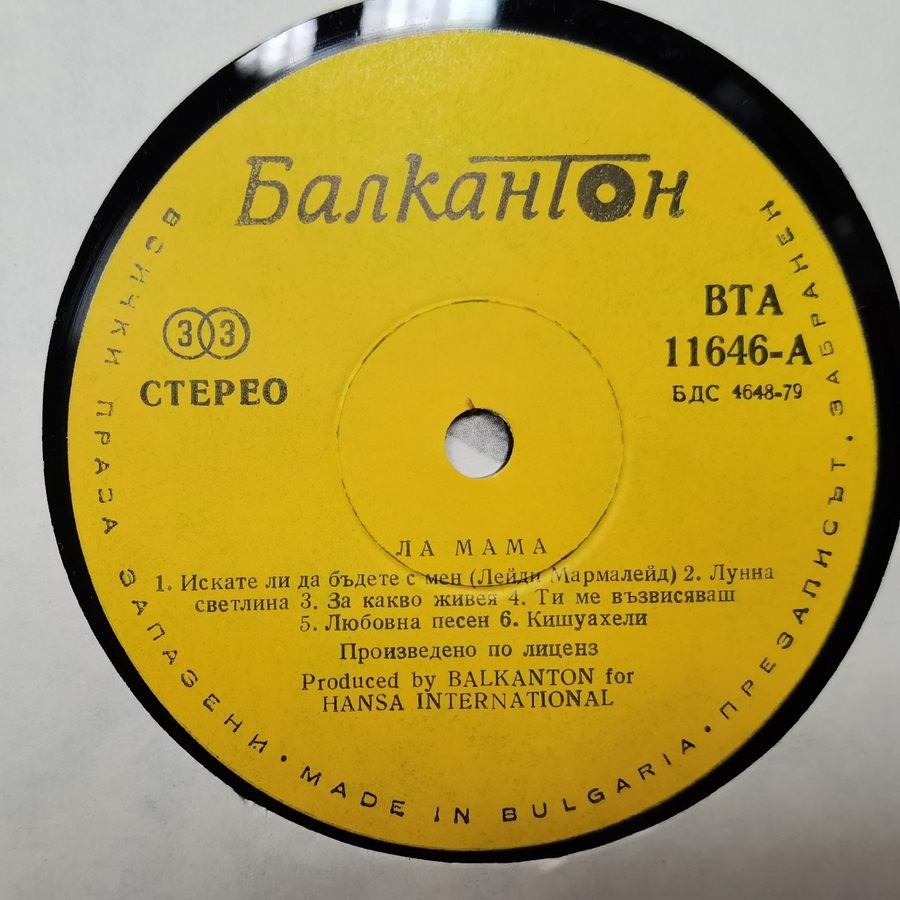 Балкантон
33
СТЕРЕО
ВТА
11646-А
БДС 4648-79
ЛА МАМА
1. Искате ли да бъдете с мен (Лейди Мармалейд) 2. Лунна
светлина 3. За какво живея 4. Ти ме възвисяваш
5. Любовна песен 6. Кишуахели
Произведено по лиценз
Produced by BALKANTON for
HANSA INTERNATIONAL
ВСИЧКИ ПРАВА ЗАПАЗЕНИ • MADE IN BULGARIA • ПРЕЗАПИСЪТ ЗАБРАНЕН